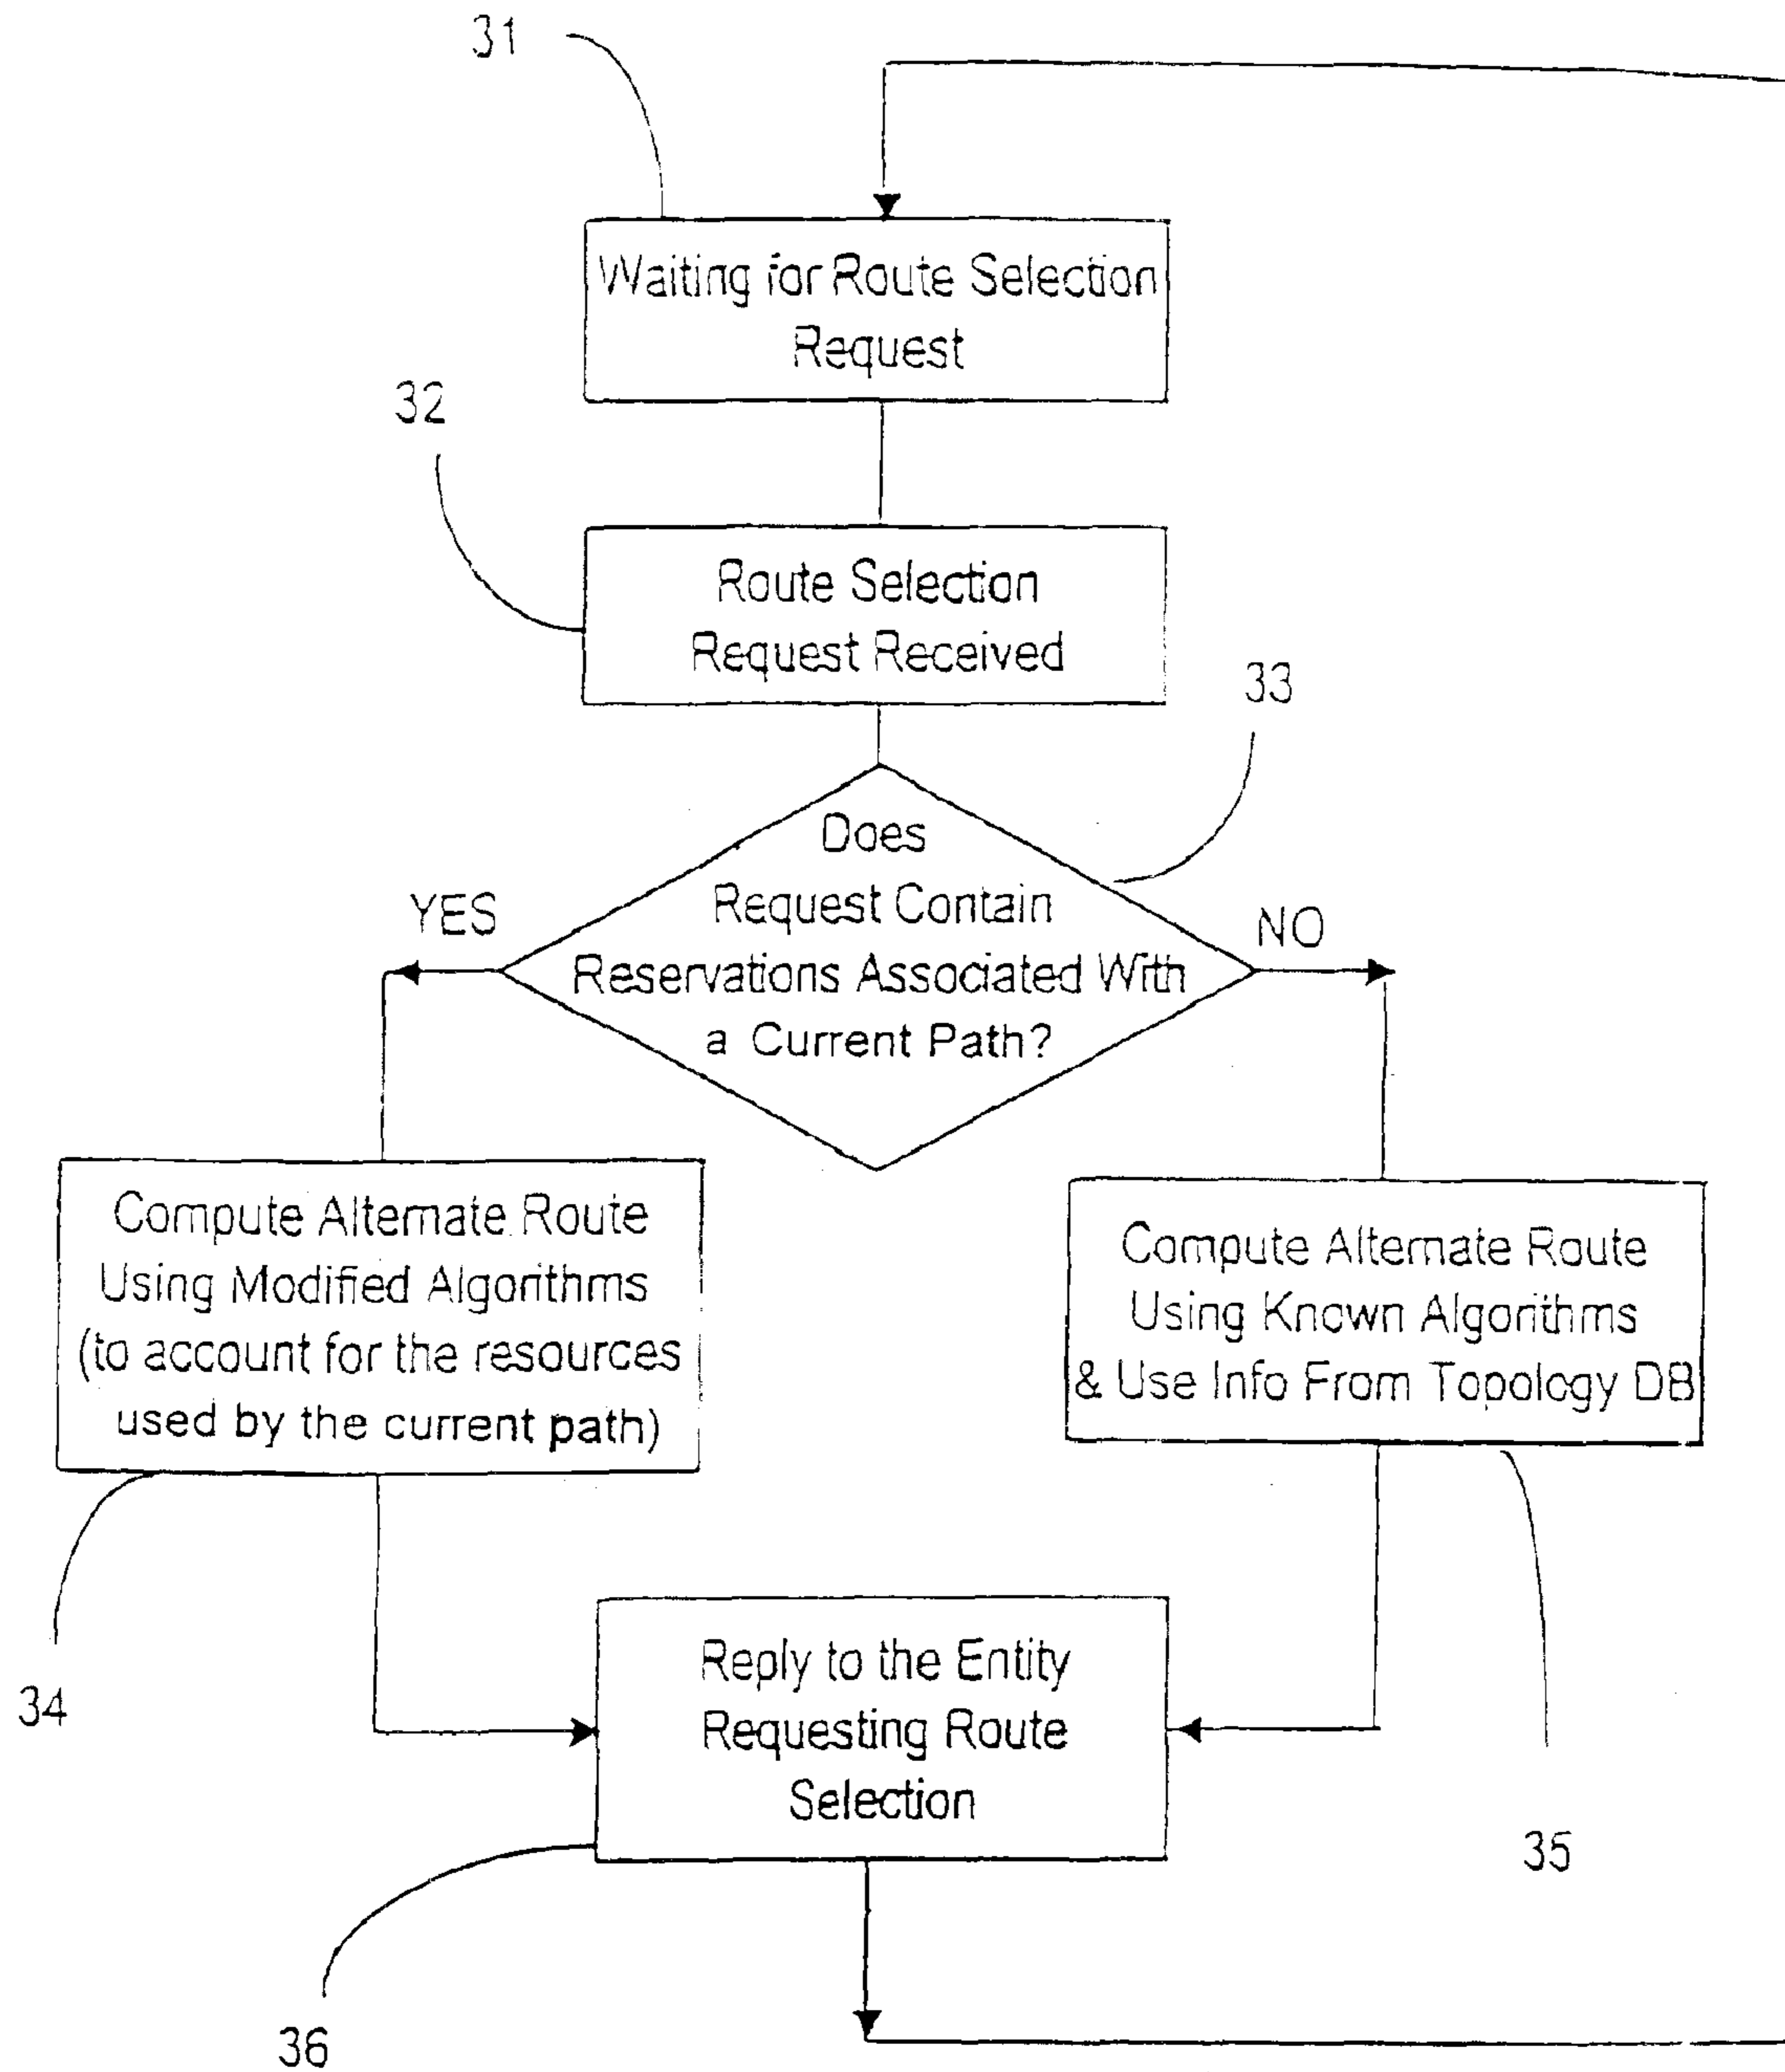 31
Waiting for Route Selection
Request
32
Route Selection
Request Received
33
Does
Request Contain
Reservations Associated With
a Current Path?
YES
NO
Compute Alternate Route
Using Modified Algorithms
(to account for the resources
used by the current path)
Compute Alternate Route
Using Known Algorithms
& Use Info From Topology DB
34
Reply to the Entity
Requesting Route
Selection
35
36